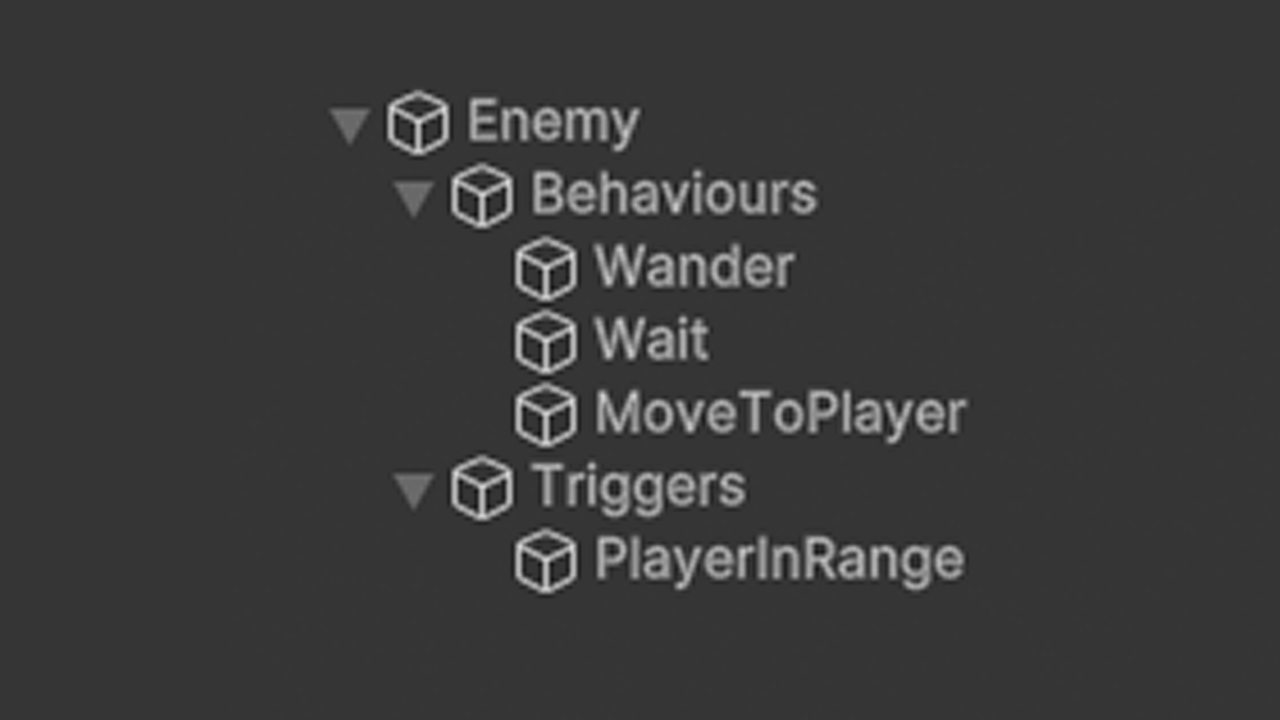 Enemy
Behaviours
Wander
Wait
MoveToPlayer
Triggers
PlayerInRange